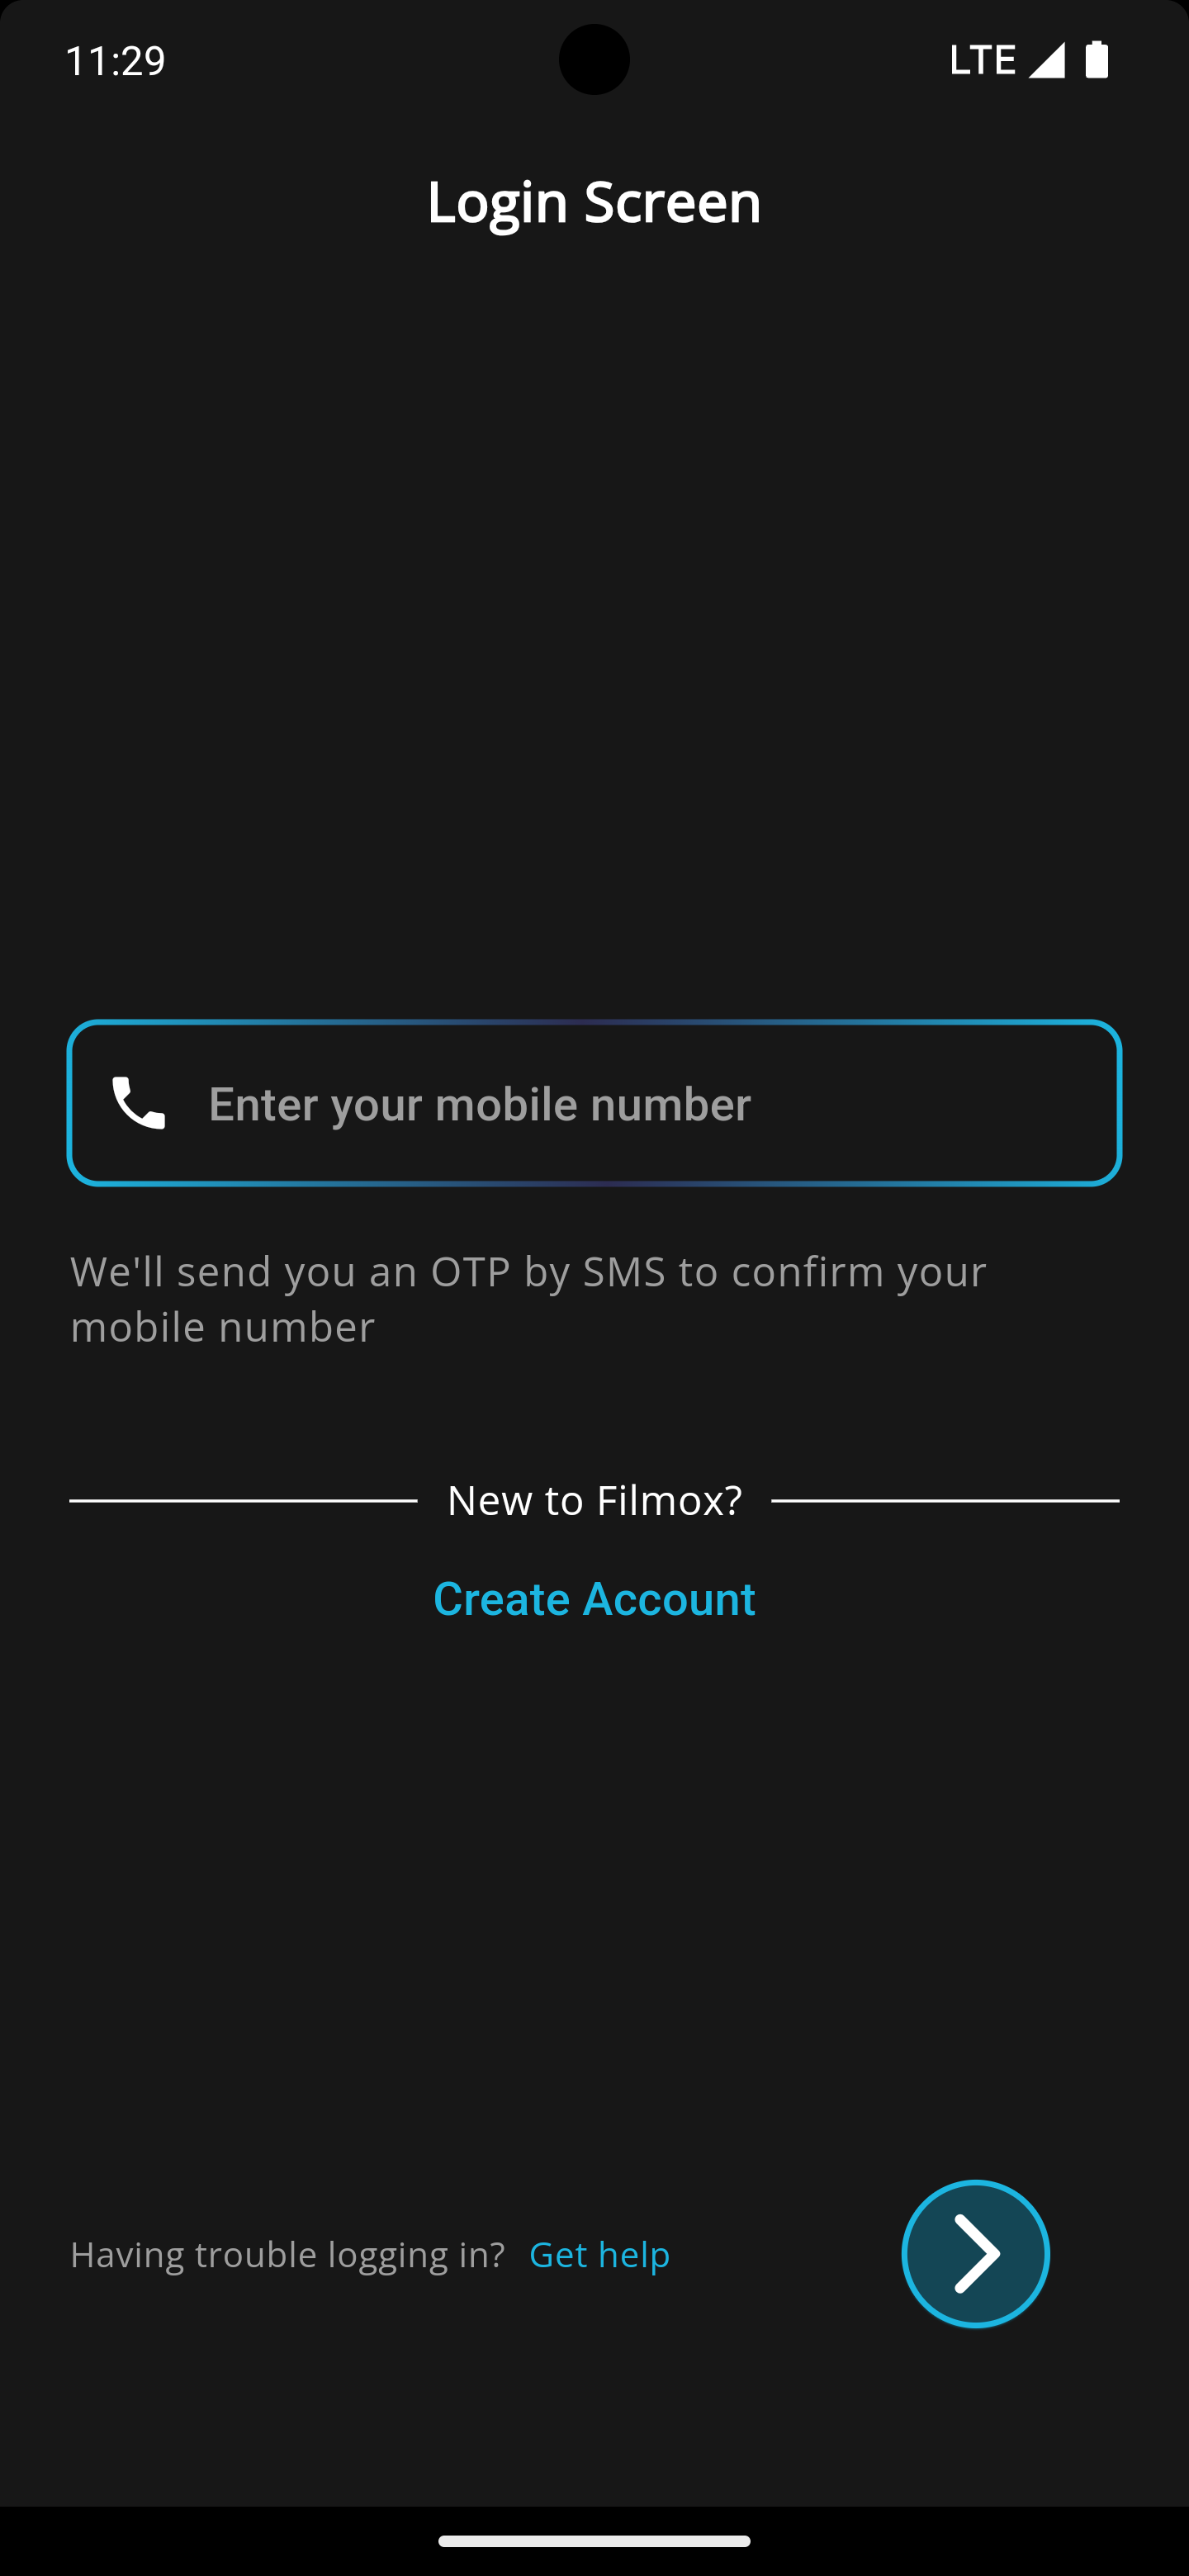 11:29 LTE
Login Screen
Enter your mobile number
We'll send you an OTP by SMS to confirm your
mobile number
New to Filmox?
Create Account
Having trouble logging in? Get help